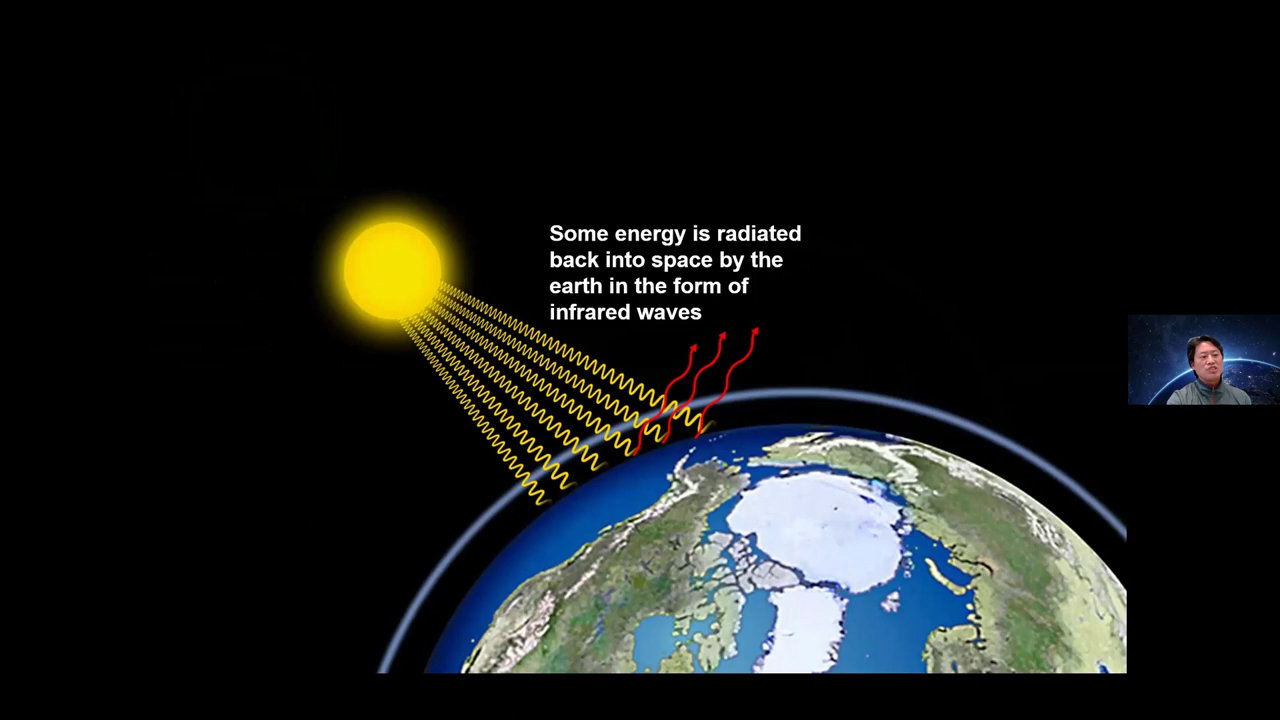 Some energy is radiated
back into space by the
earth in the form of
infrared waves